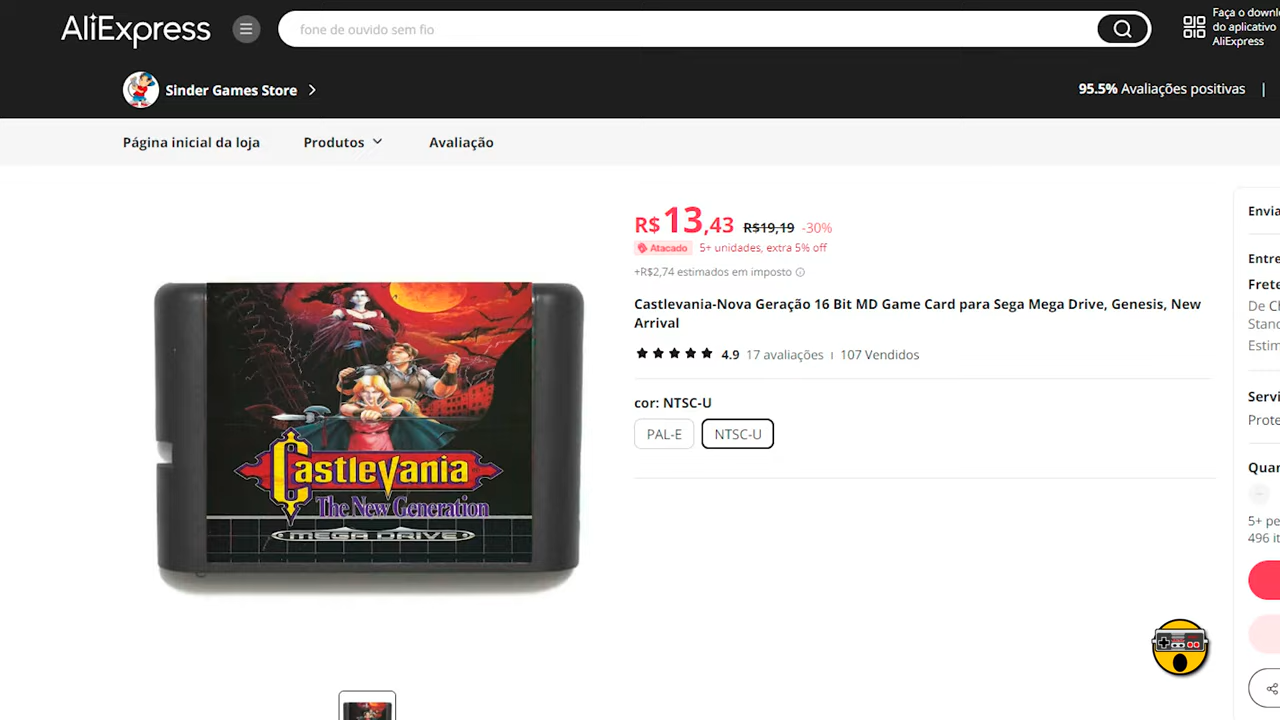 AliExpress
fone de ouvido sem fio
Faça o downl
do aplicativo
AliExpress
Sinder Games Store
95.5% Avaliações positivas |
Página inicial da loja
Produtos
Avaliação
R$13,43 R$19,19 -30%
Atacado 5+ unidades, extra 5% off
+R$2,74 estimados em imposto
Castlevania-Nova Geração 16 Bit MD Game Card para Sega Mega Drive, Genesis, New
Arrival
4.9 17 avaliações | 107 Vendidos
cor: NTSC-U
PAL-E
NTSC-U
Castlevania
The New Generation
MEGA DRIVE
Envia
Entre
Frete
De CI
Stand
Estim
Servi
Prote
Quan
5+ pe
496 it